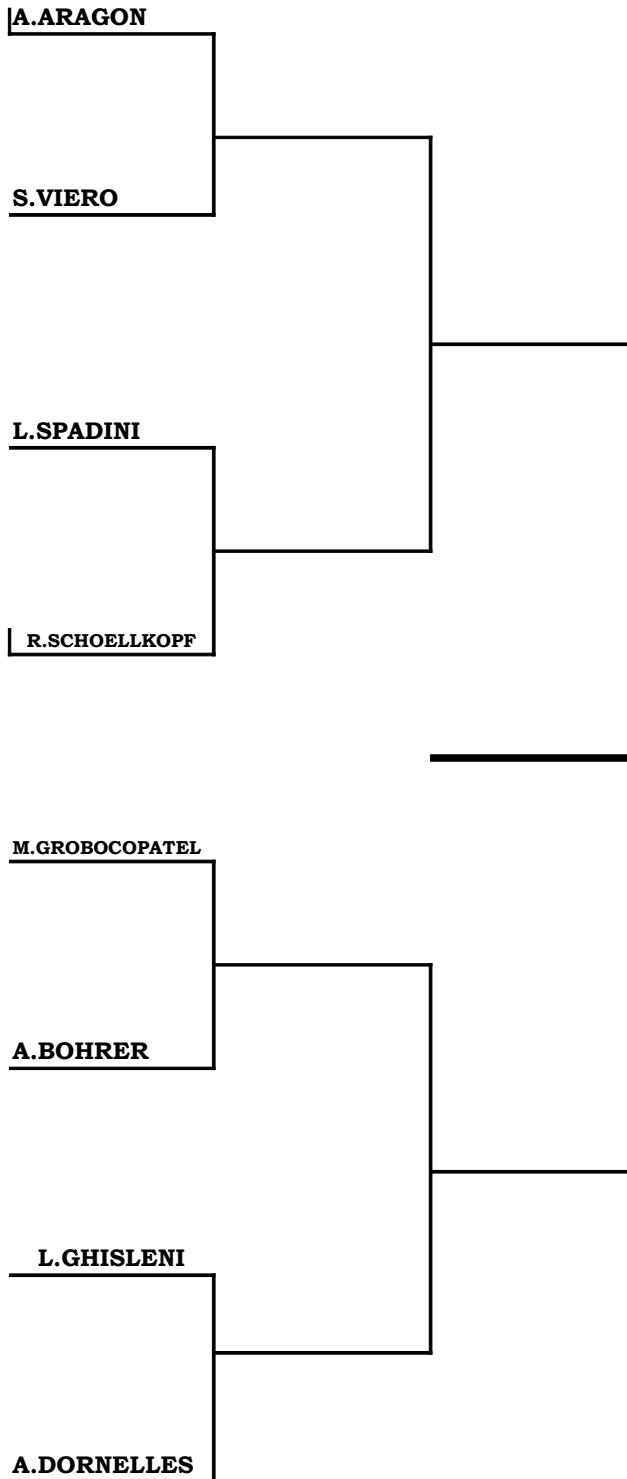 A.ARAGON
S.VIERO
L.SPADINI
R.SCHOELLKOPF
M.GROBOCOPATEL
A.BOHRER
L.GHISLENI
A.DORNELLES